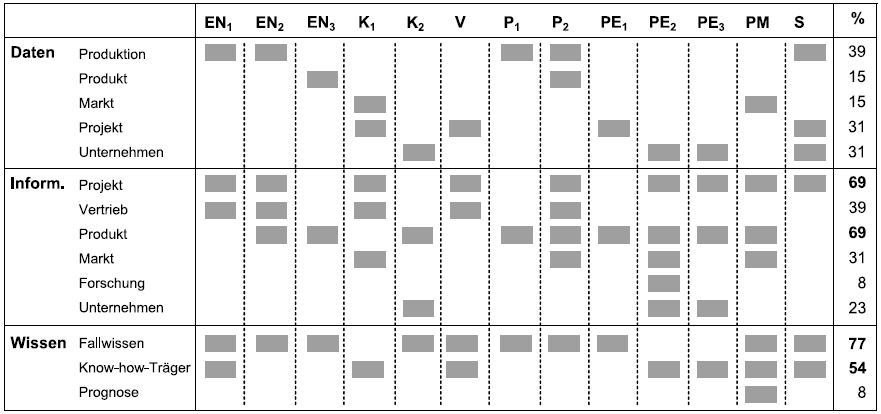 EN1 EN2 EN3 K1 K2 V P1 P2 PE1 PE2 PE3 PM S %
Daten Produktion 39
Produkt 15
Markt 15
Projekt 31
Unternehmen 31
Inform. Projekt 69
Vertrieb 39
Produkt 69
Markt 31
Forschung 8
Unternehmen 23
Wissen Fallwissen 77
Know-how-Träger 54
Prognose 8